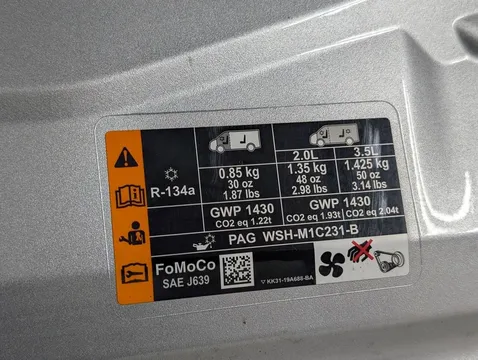 2.0L 3.5L
R-134a 0.85 kg 1.35 kg 1.425 kg
30 oz 48 oz 50 oz
1.87 lbs 2.98 lbs 3.14 lbs
GWP 1430 GWP 1430
CO2 eq 1.22t CO2 eq 1.93t CO2 eq 2.04t
PAG WSH-M1C231-B
FoMoCo
SAE J639
KK31-19A688-BA